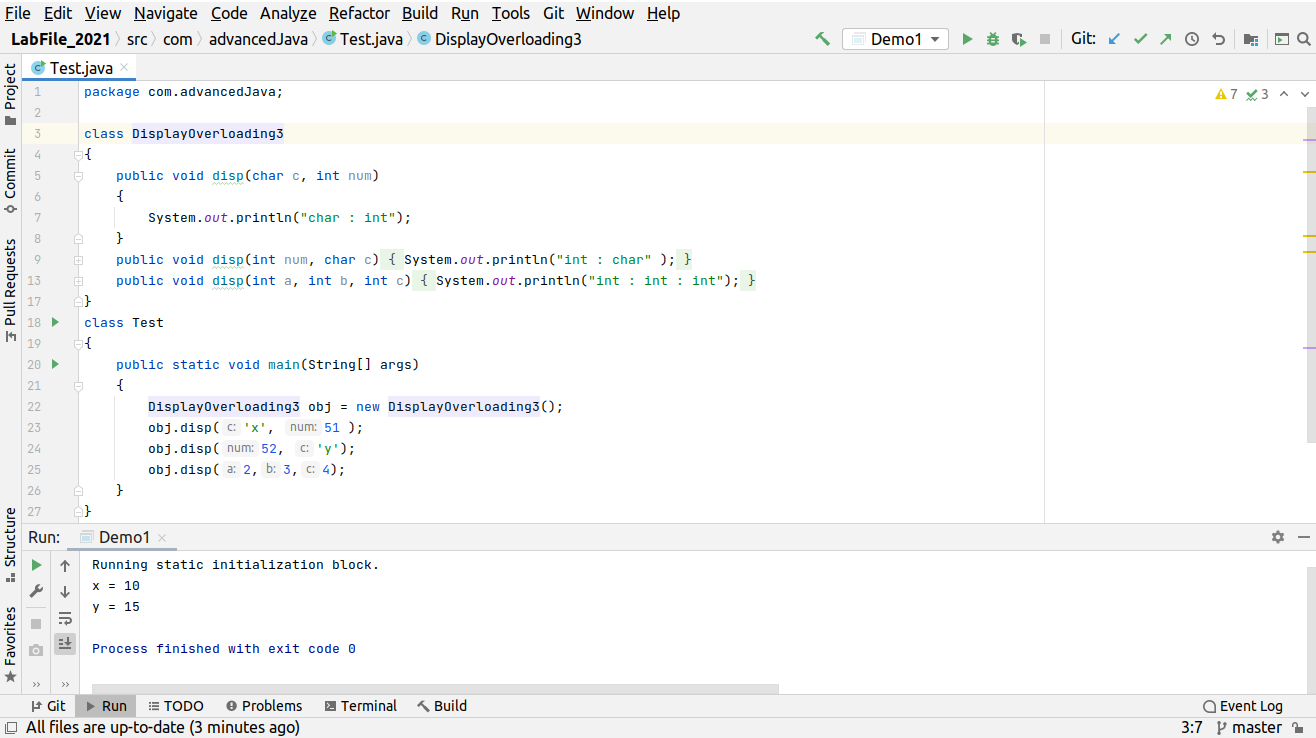 File Edit View Navigate Code Analyze Refactor Build Run Tools Git Window Help
LabFile_2021 src com advancedJava Test.java DisplayOverloading3 Demo1 Git:
Project
Commit
Pull Requests
Structure
Favorites
Test.java
7 3
1 package com.advancedJava;
2
3 class DisplayOverloading3
4 {
5 public void disp(char c, int num)
6 {
7 System.out.println("char : int");
8 }
9 public void disp(int num, char c) { System.out.println("int : char" ); }
13 public void disp(int a, int b, int c) { System.out.println("int : int : int"); }
17 }
18 class Test
19 {
20 public static void main(String[] args)
21 {
22 DisplayOverloading3 obj = new DisplayOverloading3();
23 obj.disp( c: 'x', num: 51 );
24 obj.disp( num: 52, c: 'y');
25 obj.disp( a: 2, b: 3, c: 4);
26 }
27 }
Run: Demo1
Running static initialization block.
x = 10
y = 15
Process finished with exit code 0
Git Run TODO Problems Terminal Build Event Log
All files are up-to-date (3 minutes ago) 3:7 master